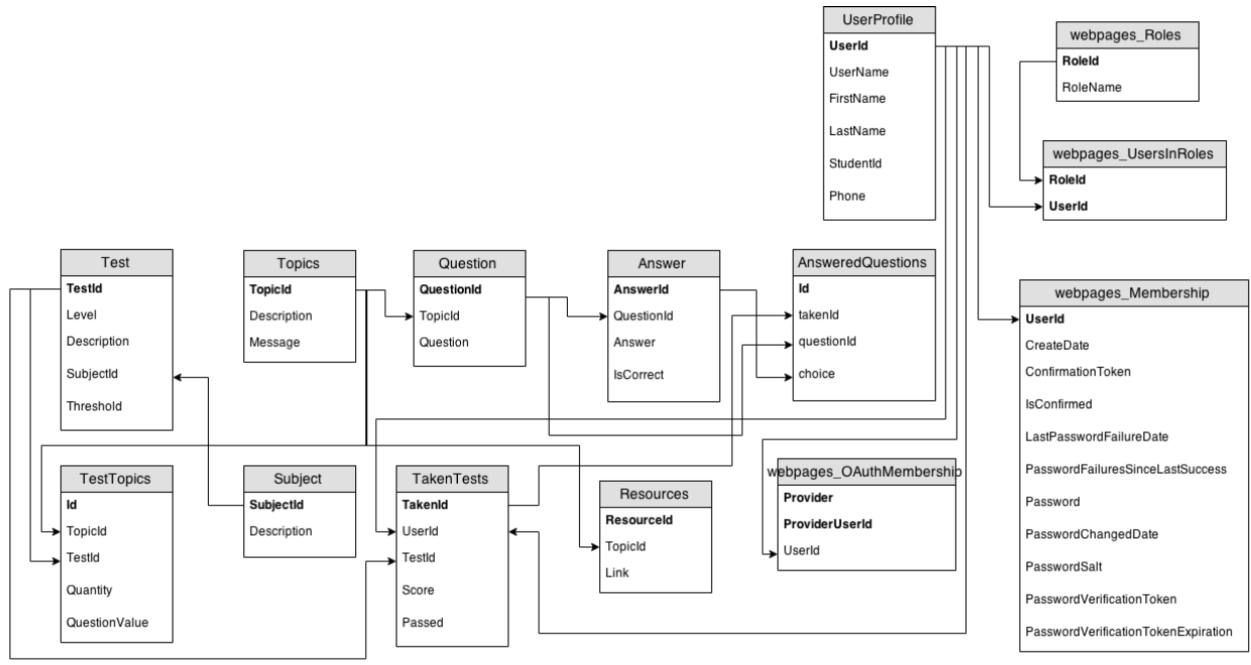 UserProfile
UserId
UserName
FirstName
LastName
StudentId
Phone
webpages_Roles
RoleId
RoleName
webpages_UsersInRoles
RoleId
UserId
Test
TestId
Level
Description
SubjectId
Threshold
Topics
TopicId
Description
Message
Question
QuestionId
TopicId
Question
Answer
AnswerId
QuestionId
Answer
IsCorrect
AnsweredQuestions
Id
takenId
questionId
choice
webpages_Membership
UserId
CreateDate
ConfirmationToken
IsConfirmed
LastPasswordFailureDate
PasswordFailuresSinceLastSuccess
Password
PasswordChangedDate
PasswordSalt
PasswordVerificationToken
PasswordVerificationTokenExpiration
TestTopics
Id
TopicId
TestId
Quantity
QuestionValue
Subject
SubjectId
Description
TakenTests
TakenId
UserId
TestId
Score
Passed
Resources
ResourceId
TopicId
Link
webpages_OAuthMembership
Provider
ProviderUserId
UserId